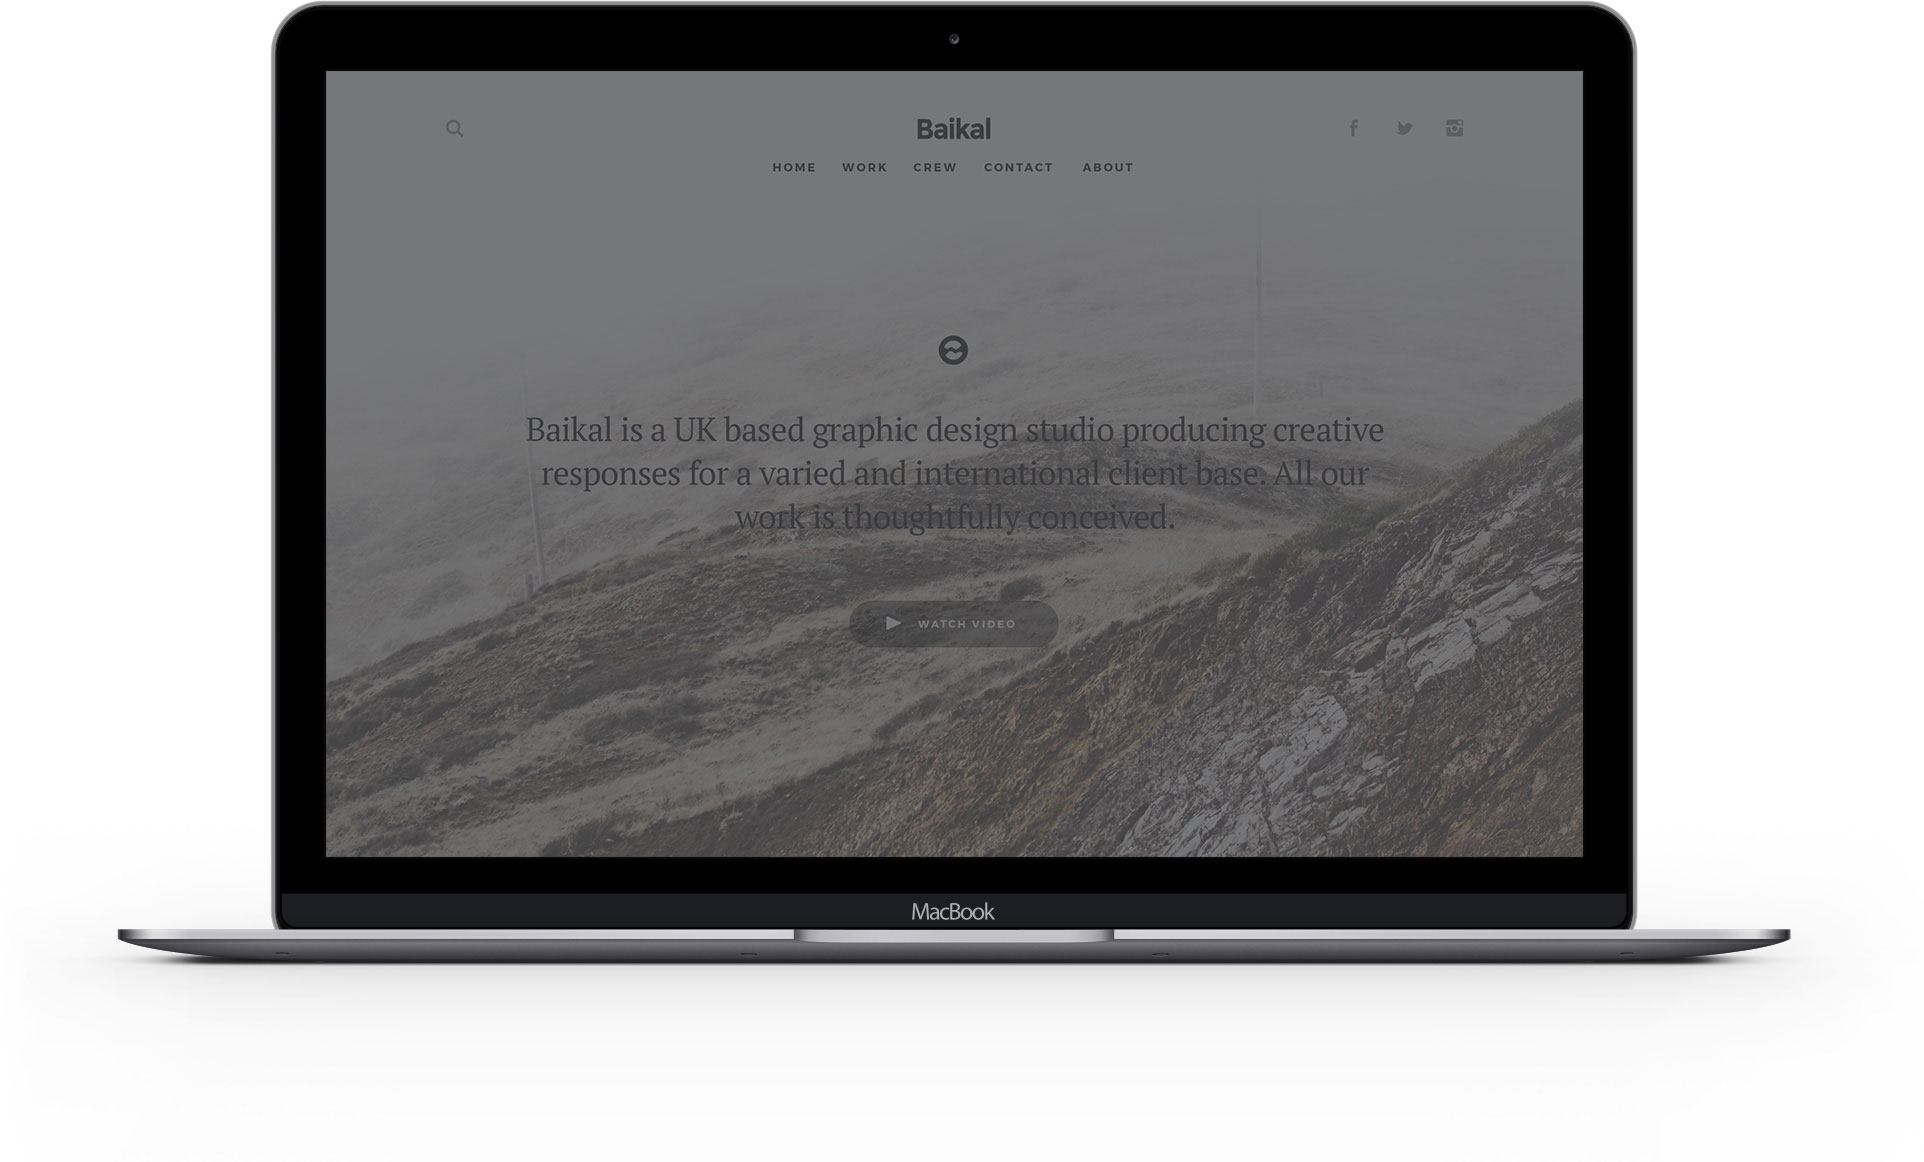 Baikal
HOME WORK CREW CONTACT ABOUT
Baikal is a UK based graphic design studio producing creative
responses for a varied and international client base. All our
work is thoughtfully conceived.
WATCH VIDEO
MacBook